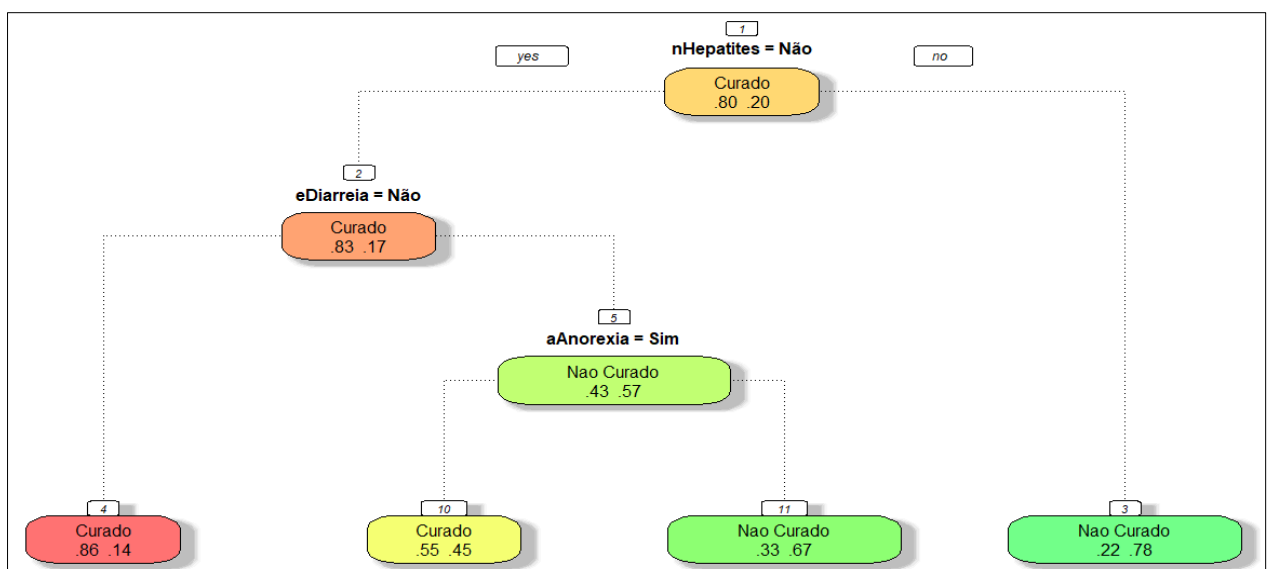 1
nHepatites = Não
yes
no
Curado
.80 .20
2
eDiarreia = Não
Curado
.83 .17
5
aAnorexia = Sim
Nao Curado
.43 .57
4
10
11
3
Curado
.86 .14
Curado
.55 .45
Nao Curado
.33 .67
Nao Curado
.22 .78